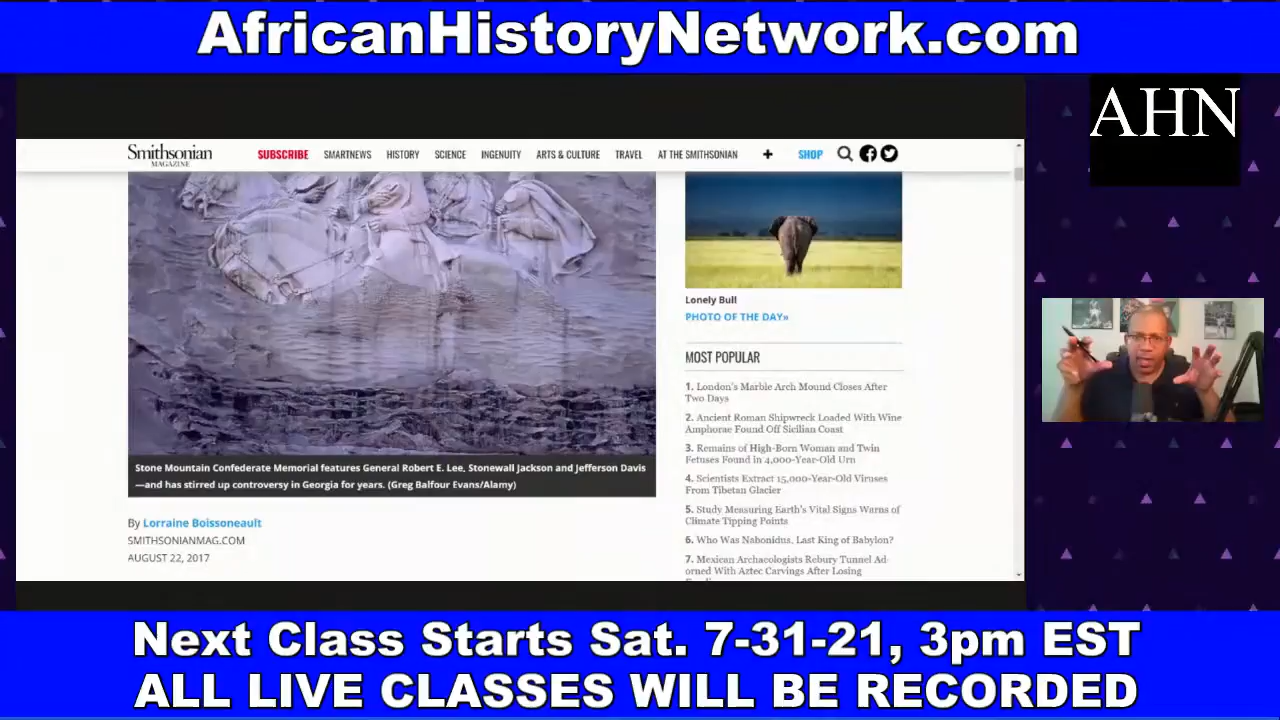 AfricanHistoryNetwork.com
AHN
Smithsonian
MAGAZINE
SUBSCRIBE SMARTNEWS HISTORY SCIENCE INGENUITY ARTS & CULTURE TRAVEL AT THE SMITHSONIAN + SHOP
Stone Mountain Confederate Memorial features General Robert E. Lee, Stonewall Jackson and Jefferson Davis
—and has stirred up controversy in Georgia for years. (Greg Balfour Evans/Alamy)
By Lorraine Boissoneault
SMITHSONIANMAG.COM
AUGUST 22, 2017
Lonely Bull
PHOTO OF THE DAY»
MOST POPULAR
1. London's Marble Arch Mound Closes After
Two Days
2. Ancient Roman Shipwreck Loaded With Wine
Amphorae Found Off Sicilian Coast
3. Remains of High-Born Woman and Twin
Fetuses Found in 4,000-Year-Old Urn
4. Scientists Extract 15,000-Year-Old Viruses
From Tibetan Glacier
5. Study Measuring Earth's Vital Signs Warns of
Climate Tipping Points
6. Who Was Nabonidus, Last King of Babylon?
7. Mexican Archaeologists Rebury Tunnel Ad-
orned With Aztec Carvings After Losing
Next Class Starts Sat. 7-31-21, 3pm EST
ALL LIVE CLASSES WILL BE RECORDED